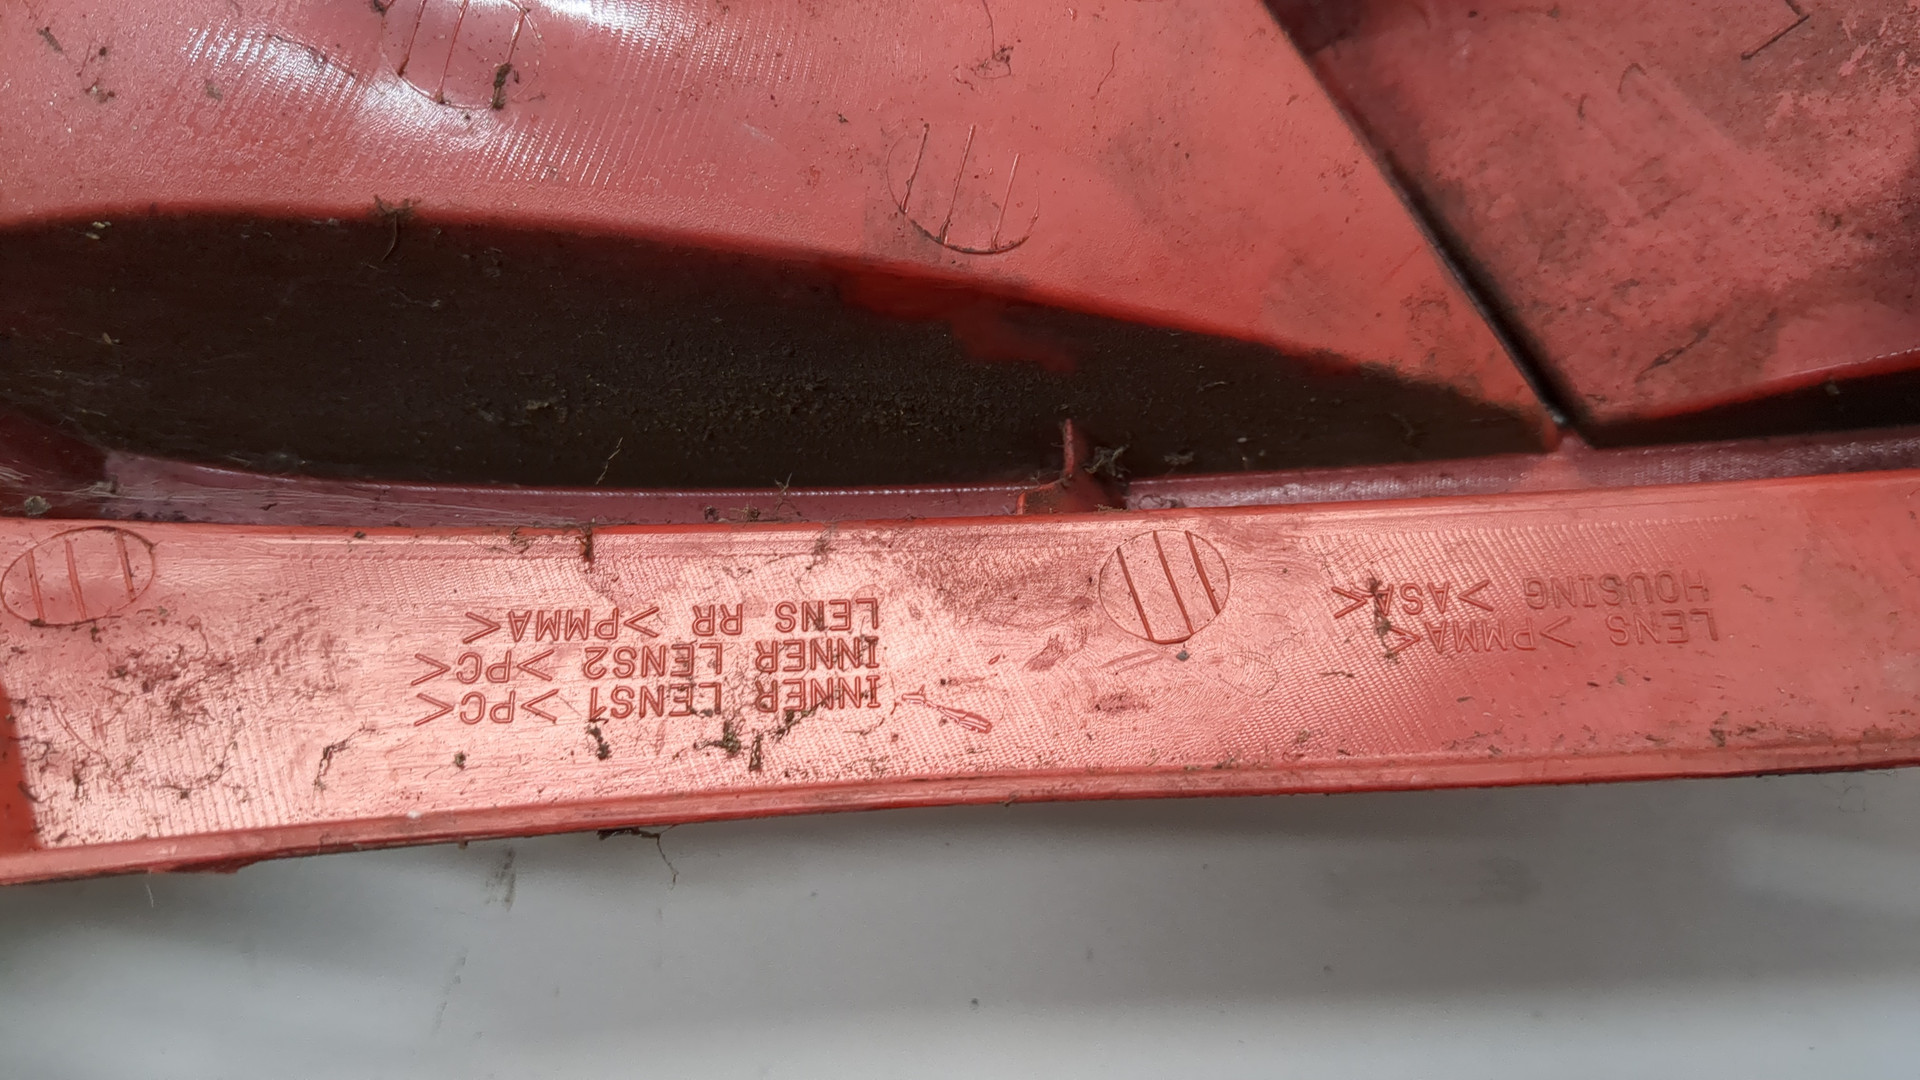 LENS >PMMA<
HOUSING >ASA<
INNER LENS1 >PC<
INNER LENS2 >PC<
LENS RR >PMMA<